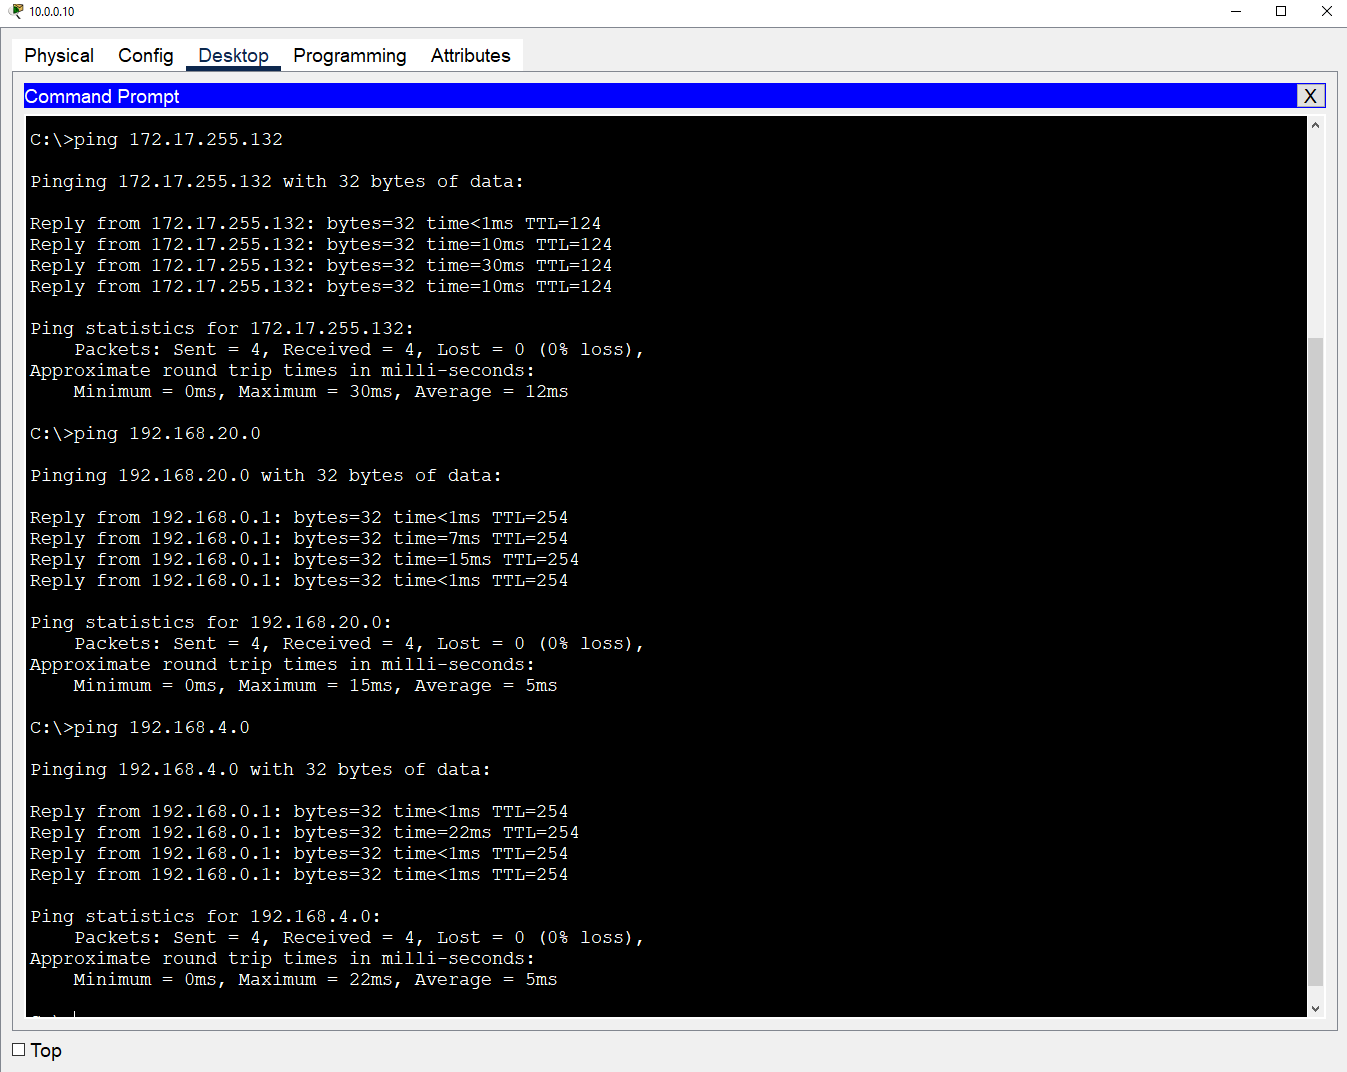 10.0.0.10
Physical Config Desktop Programming Attributes
Command Prompt X
C:\>ping 172.17.255.132
Pinging 172.17.255.132 with 32 bytes of data:
Reply from 172.17.255.132: bytes=32 time<1ms TTL=124
Reply from 172.17.255.132: bytes=32 time=10ms TTL=124
Reply from 172.17.255.132: bytes=32 time=30ms TTL=124
Reply from 172.17.255.132: bytes=32 time=10ms TTL=124
Ping statistics for 172.17.255.132:
Packets: Sent = 4, Received = 4, Lost = 0 (0% loss),
Approximate round trip times in milli-seconds:
Minimum = 0ms, Maximum = 30ms, Average = 12ms
C:\>ping 192.168.20.0
Pinging 192.168.20.0 with 32 bytes of data:
Reply from 192.168.0.1: bytes=32 time<1ms TTL=254
Reply from 192.168.0.1: bytes=32 time=7ms TTL=254
Reply from 192.168.0.1: bytes=32 time=15ms TTL=254
Reply from 192.168.0.1: bytes=32 time<1ms TTL=254
Ping statistics for 192.168.20.0:
Packets: Sent = 4, Received = 4, Lost = 0 (0% loss),
Approximate round trip times in milli-seconds:
Minimum = 0ms, Maximum = 15ms, Average = 5ms
C:\>ping 192.168.4.0
Pinging 192.168.4.0 with 32 bytes of data:
Reply from 192.168.0.1: bytes=32 time<1ms TTL=254
Reply from 192.168.0.1: bytes=32 time=22ms TTL=254
Reply from 192.168.0.1: bytes=32 time<1ms TTL=254
Reply from 192.168.0.1: bytes=32 time<1ms TTL=254
Ping statistics for 192.168.4.0:
Packets: Sent = 4, Received = 4, Lost = 0 (0% loss),
Approximate round trip times in milli-seconds:
Minimum = 0ms, Maximum = 22ms, Average = 5ms
Top